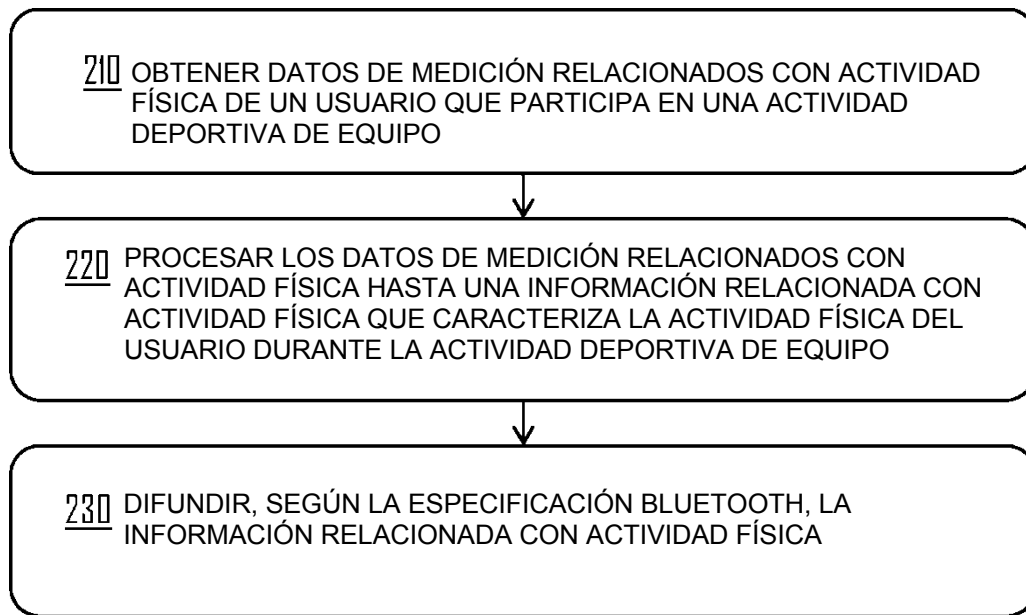 210 OBTENER DATOS DE MEDICIÓN RELACIONADOS CON ACTIVIDAD
FÍSICA DE UN USUARIO QUE PARTICIPA EN UNA ACTIVIDAD
DEPORTIVA DE EQUIPO
220 PROCESAR LOS DATOS DE MEDICIÓN RELACIONADOS CON
ACTIVIDAD FÍSICA HASTA UNA INFORMACIÓN RELACIONADA CON
ACTIVIDAD FÍSICA QUE CARACTERIZA LA ACTIVIDAD FÍSICA DEL
USUARIO DURANTE LA ACTIVIDAD DEPORTIVA DE EQUIPO
230 DIFUNDIR, SEGÚN LA ESPECIFICACIÓN BLUETOOTH, LA
INFORMACIÓN RELACIONADA CON ACTIVIDAD FÍSICA